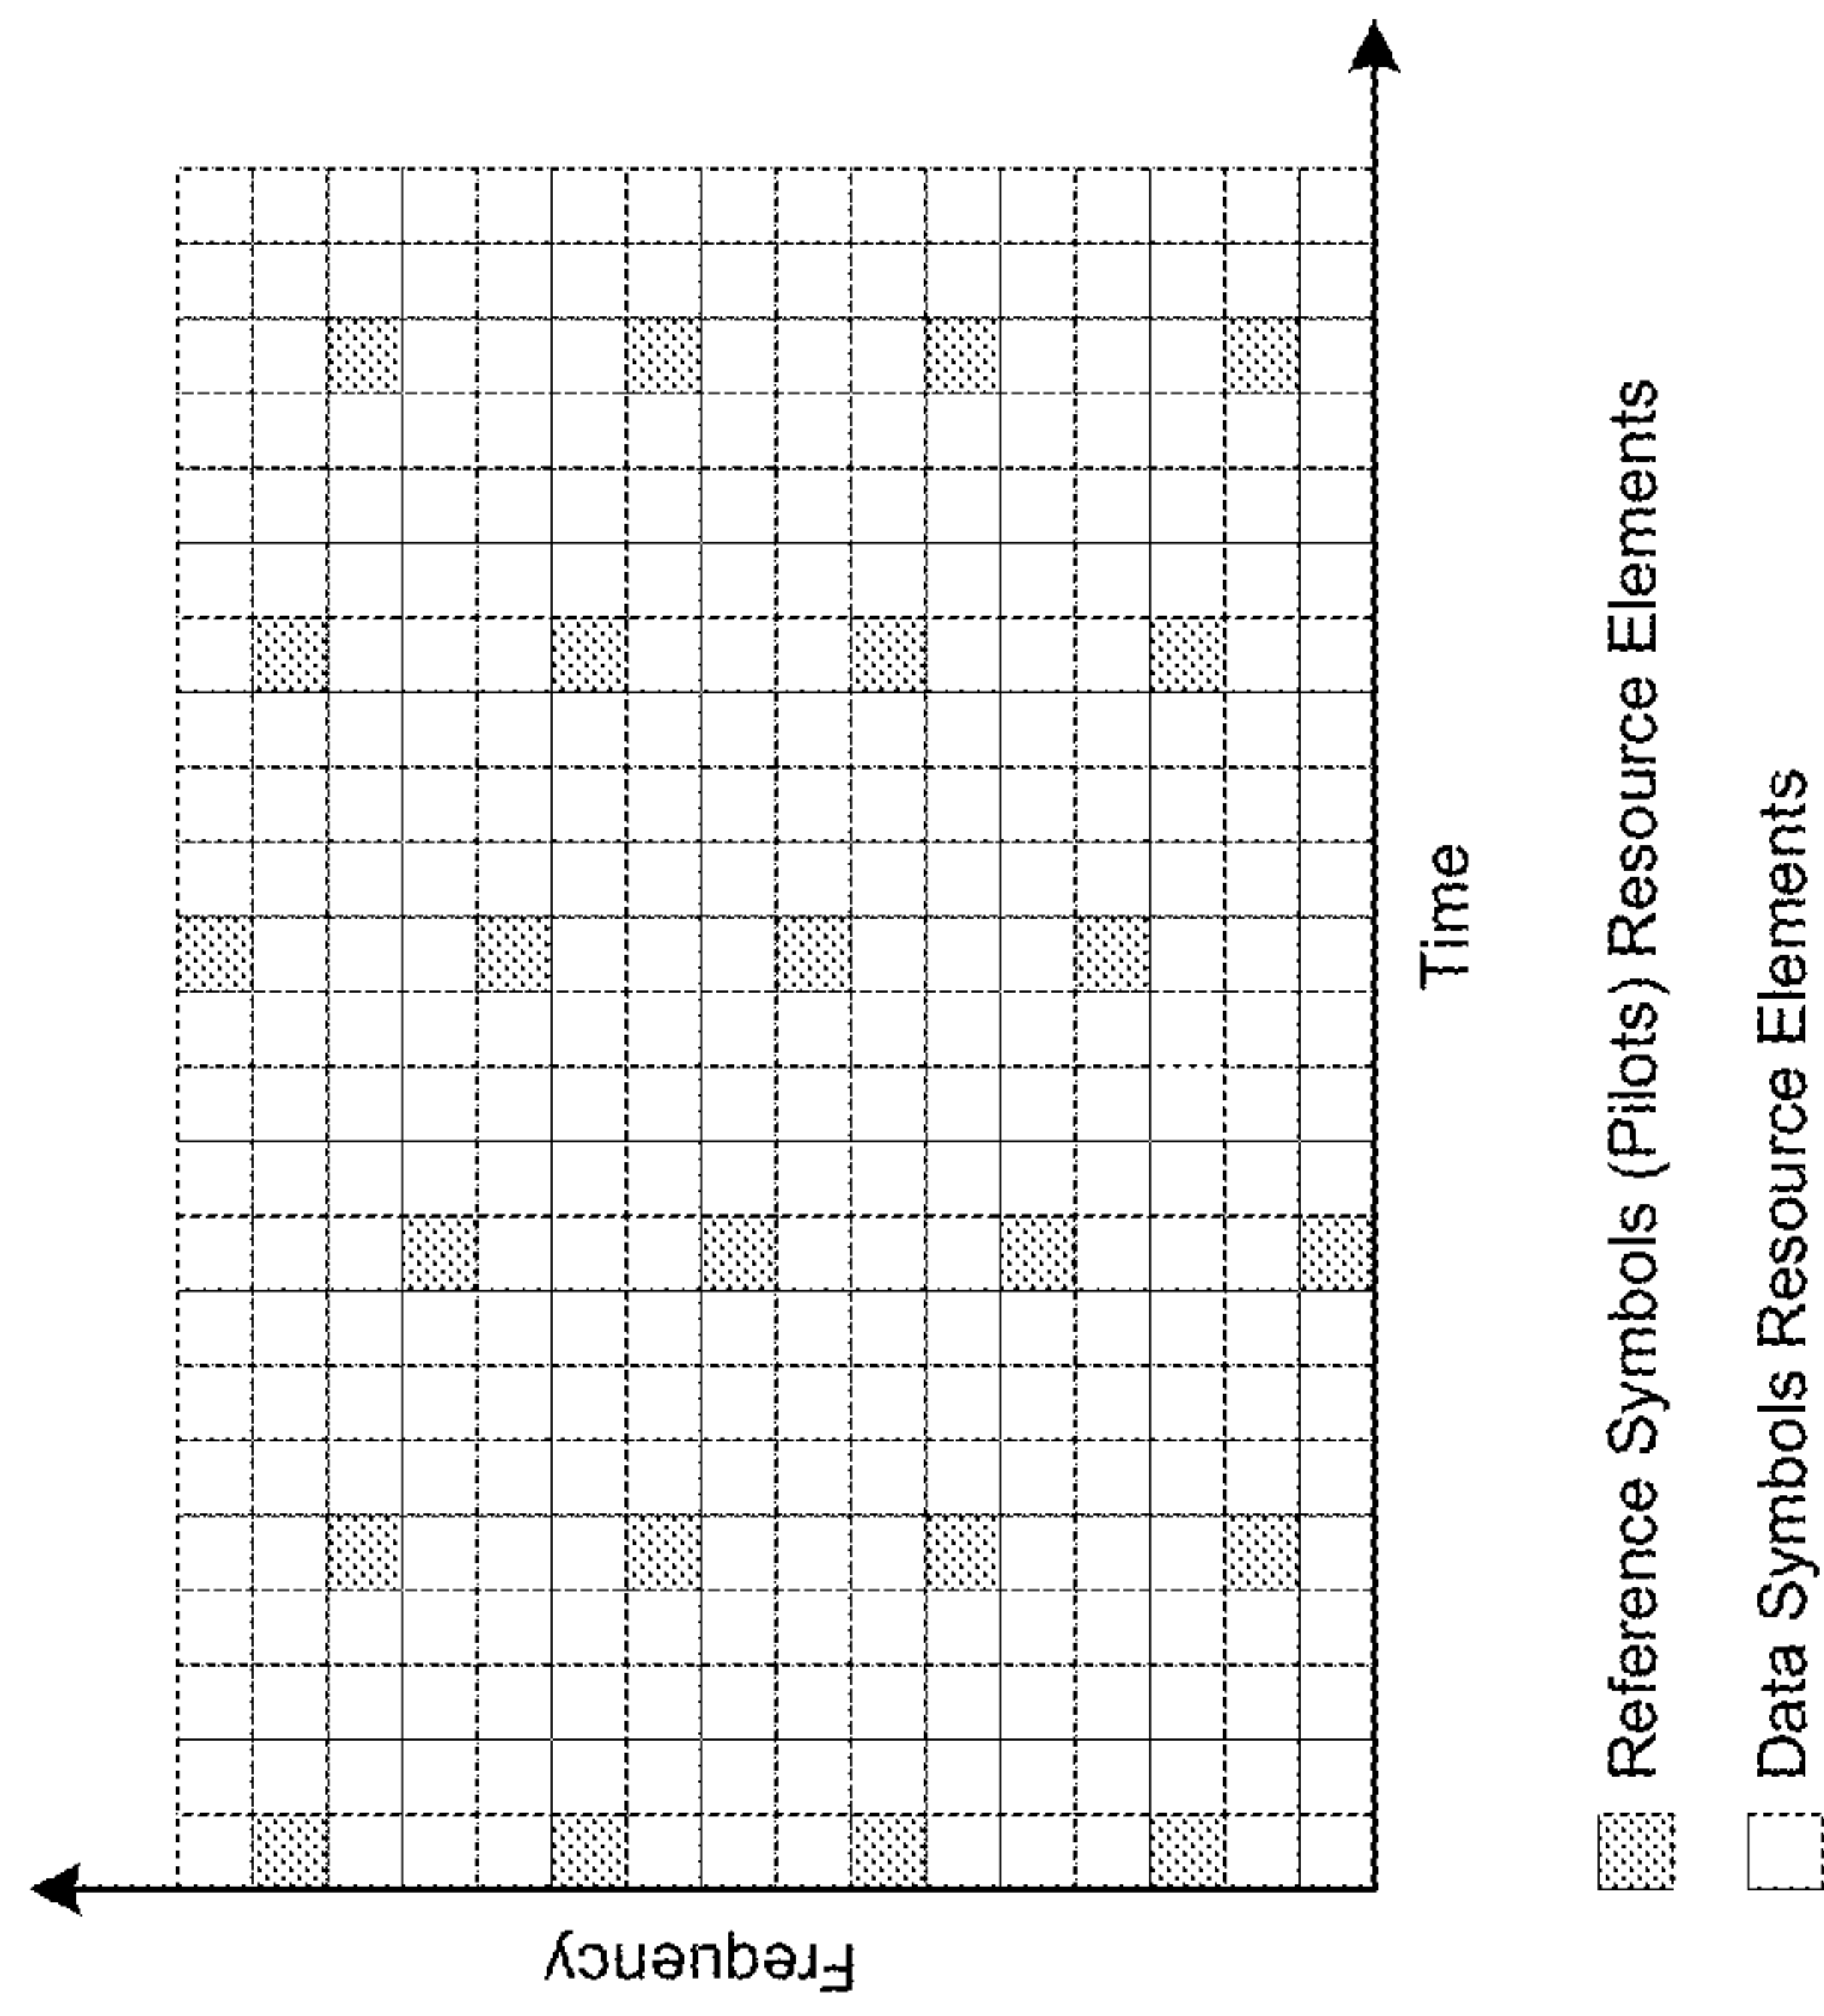 Frequency
Time
Reference Symbols (Pilots) Resource Elements
Data Symbols Resource Elements